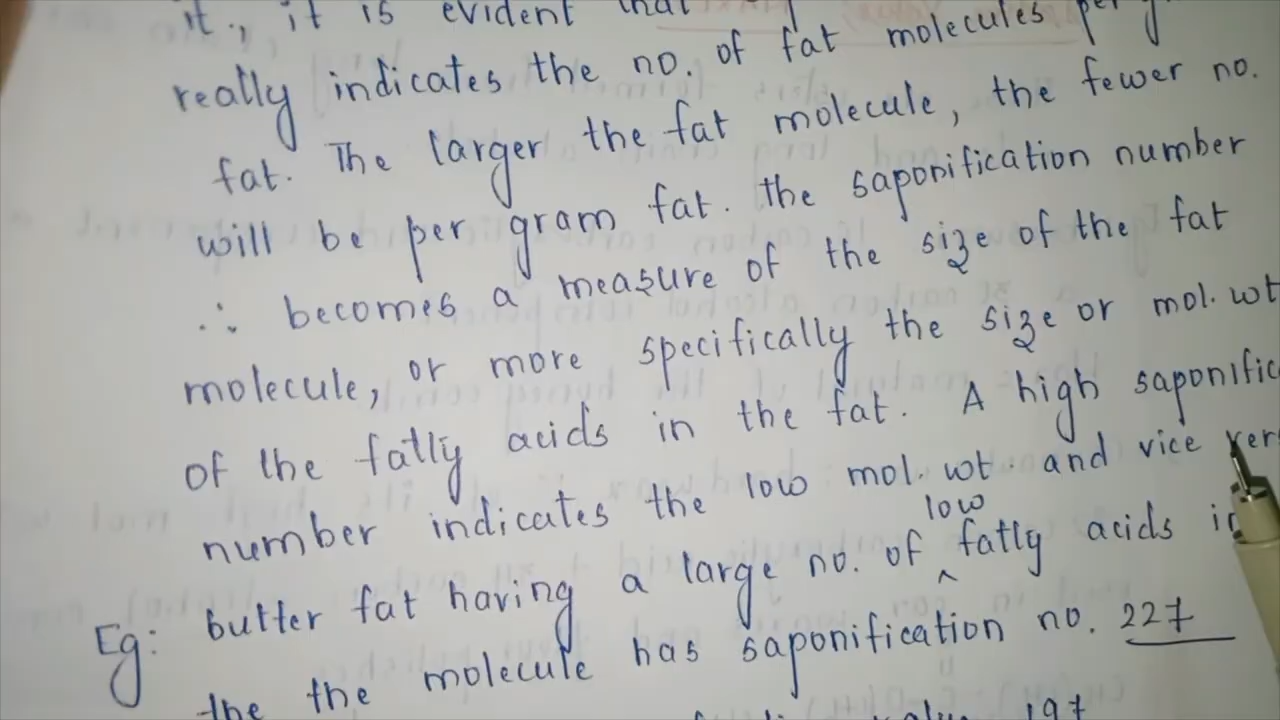 it., it is evident that
really indicates the no. of fat molecules per
fat. The larger the fat molecule, the fewer no.
will be per gram fat. The saponification number
∴ becomes a measure of the size of the fat
molecule, or more specifically the size or mol. wt
of the fatty acids in the fat. A high saponific
number indicates the low mol. wt. and vice ver
low
Eg: butter fat having a large no. of ^ fatty acids in
the the molecule has saponification no. 227
197